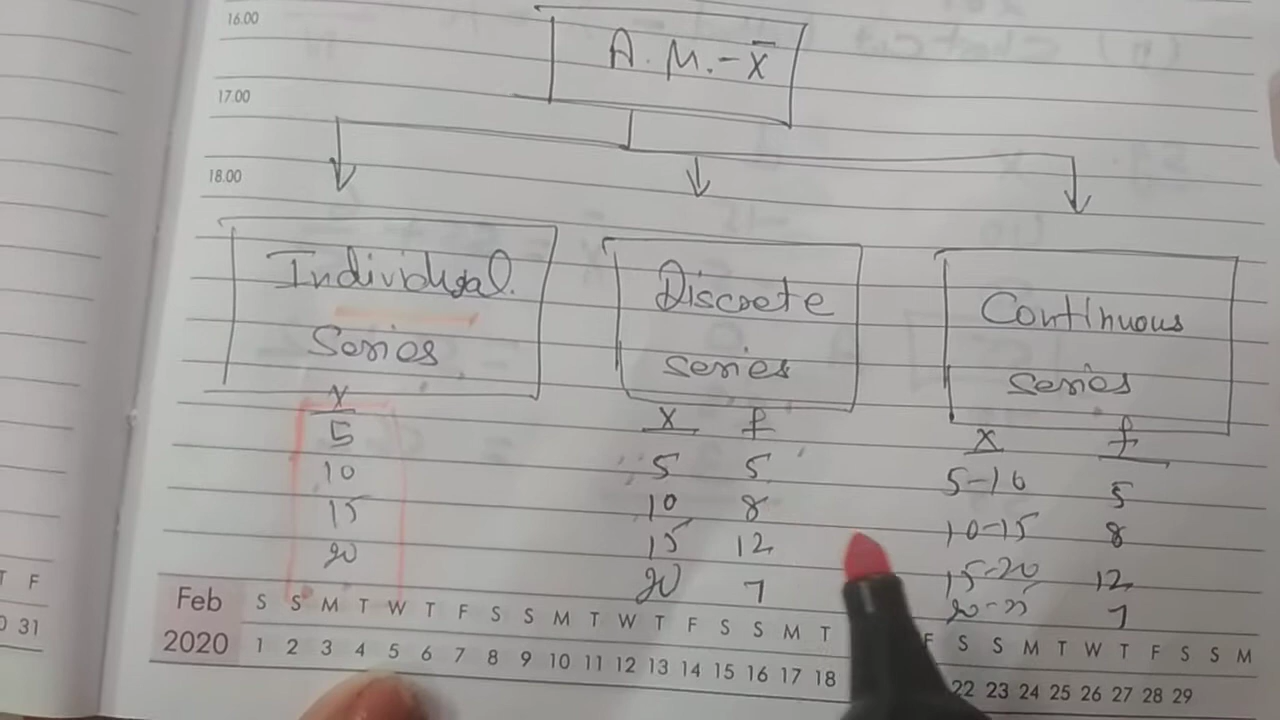 16.00
A.M. - x̄
17.00
18.00
Individual Discrete Continuous
Series series series
X X f X f
5 5 5 5-10 5
10 10 8 10-15 8
15 15 12 15-20 12
20 20 7 20-25 7
T F Feb S S M T W T F S S M T W T F S S M T F S S M T W T F S S M
31 2020 1 2 3 4 5 6 7 8 9 10 11 12 13 14 15 16 17 18 22 23 24 25 26 27 28 29